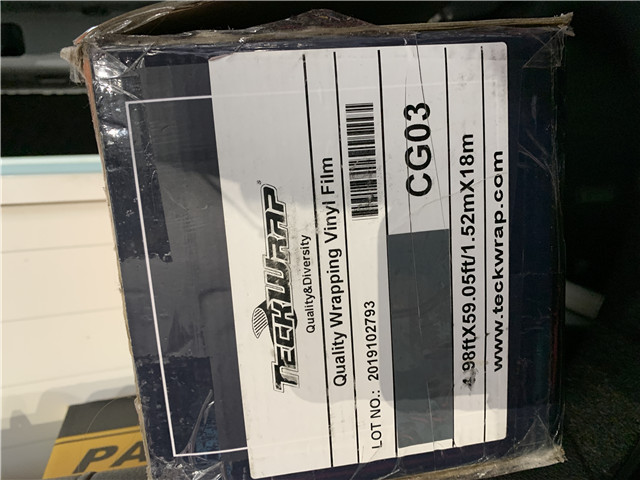 TECKWRAP
Quality&Diversity
Quality Wrapping Vinyl Film
LOT NO.: 2019102793
CG03
4.98ftX59.05ft/1.52mX18m
www.teckwrap.com
PA